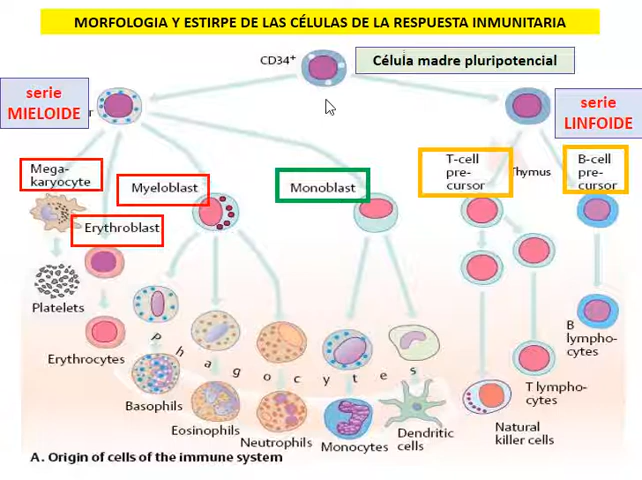 MORFOLOGIA Y ESTIRPE DE LAS CÉLULAS DE LA RESPUESTA INMUNITARIA
CD34+
Célula madre pluripotencial
serie
MIELOIDE
serie
LINFOIDE
Mega-
karyocyte
Myeloblast
Monoblast
T-cell
pre-
cursor
Thymus
B-cell
pre-
cursor
Erythroblast
Platelets
Erythrocytes
Phagocytes
B
lympho-
cytes
Basophils
Eosinophils
Neutrophils
Monocytes
Dendritic
cells
Natural
killer cells
T lympho-
cytes
A. Origin of cells of the immune system